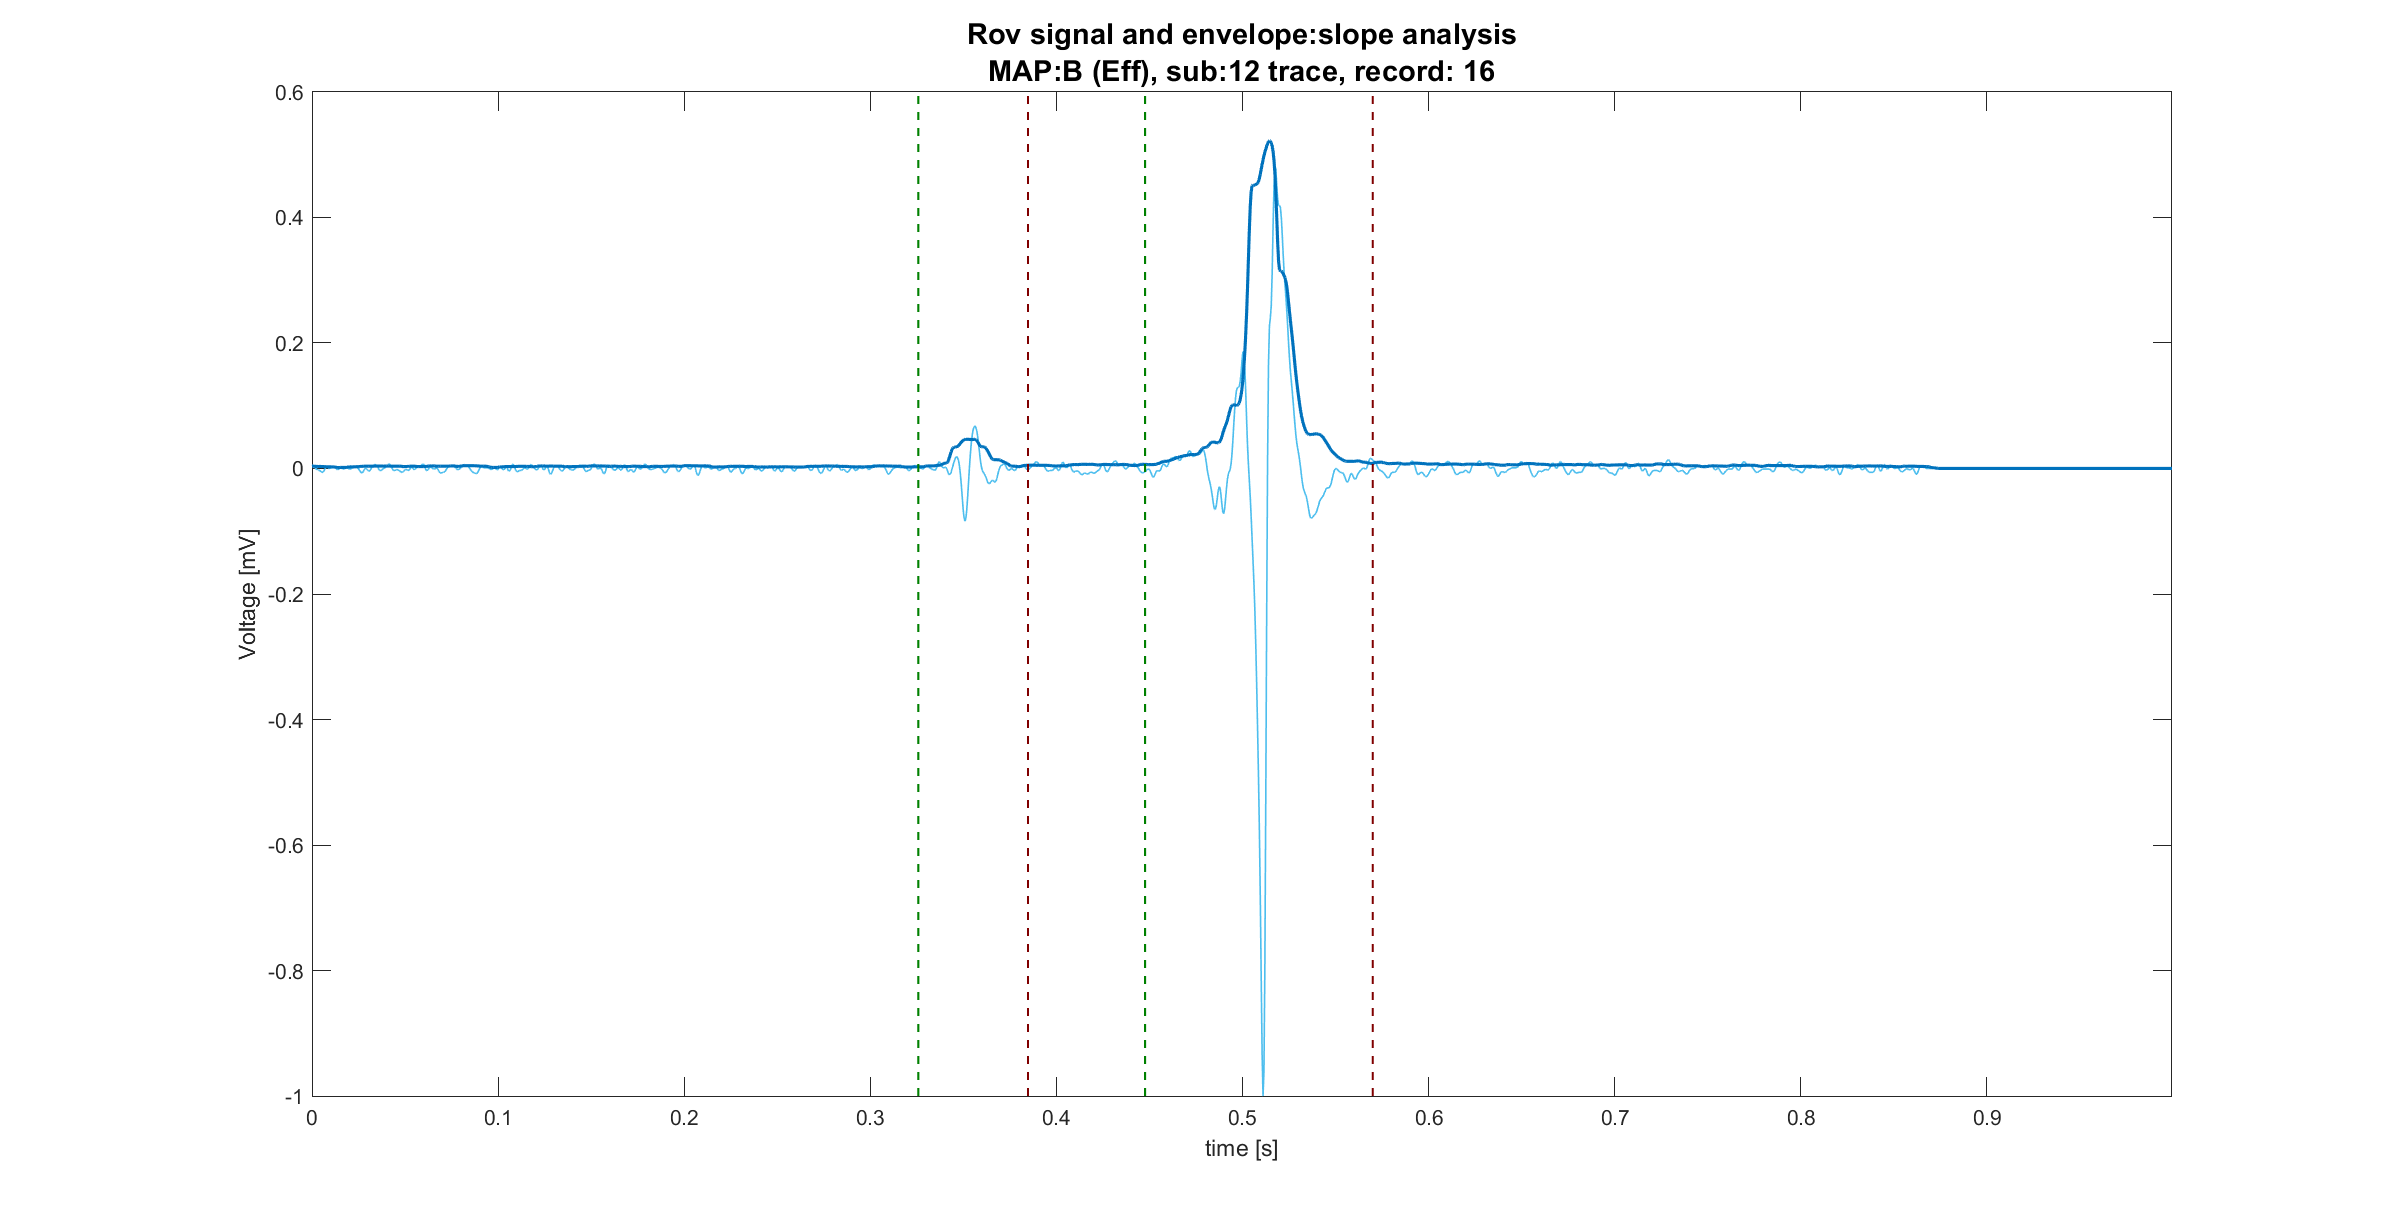 Rov signal and envelope:slope analysis
MAP:B (Eff), sub:12 trace, record: 16
0.6
0.4
0.2
0
-0.2
-0.4
-0.6
-0.8
-1
Voltage [mV]
0 0.1 0.2 0.3 0.4 0.5 0.6 0.7 0.8 0.9
time [s]